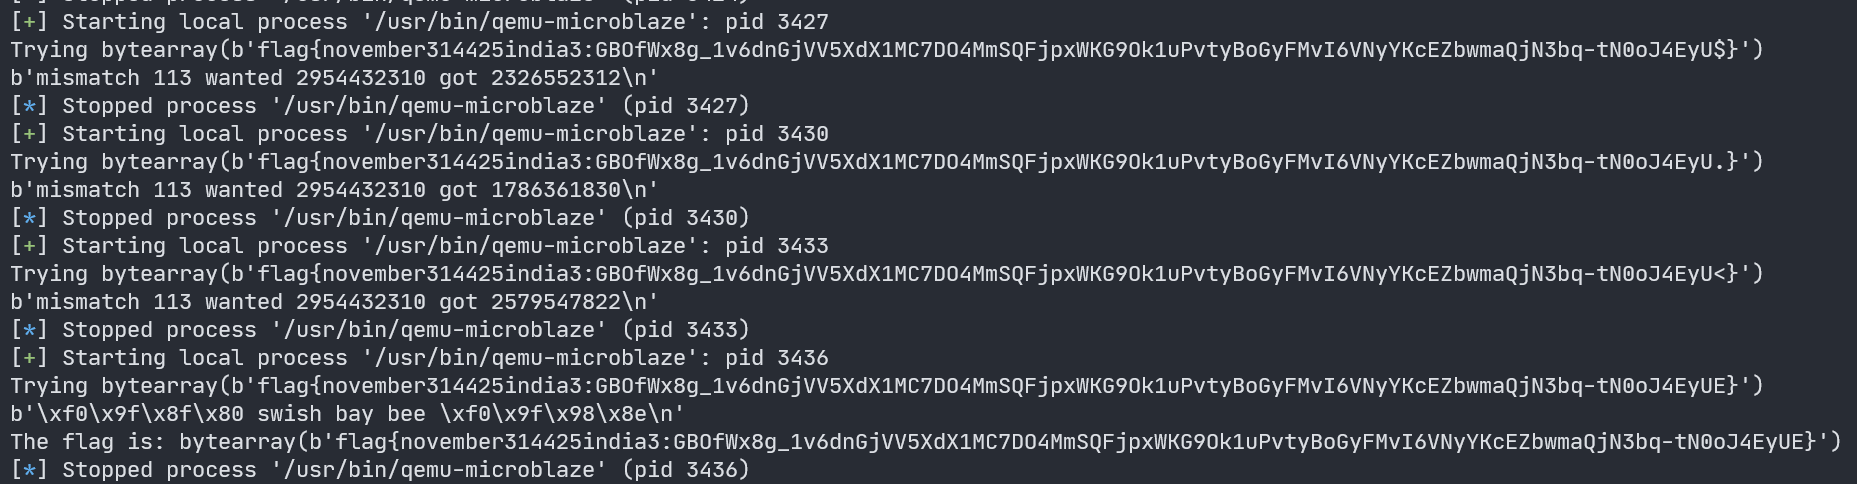 [+] Starting local process '/usr/bin/qemu-microblaze': pid 3427
Trying bytearray(b'flag{november314425india3:GBOfWx8g_1v6dnGjVV5XdX1MC7DO4MmSQFjpxWKG9Ok1uPvtyBoGyFMvI6VNyYKcEZbwmaQjN3bq-tN0oJ4EyU$}')
b'mismatch 113 wanted 2954432310 got 2326552312\n'
[*] Stopped process '/usr/bin/qemu-microblaze' (pid 3427)
[+] Starting local process '/usr/bin/qemu-microblaze': pid 3430
Trying bytearray(b'flag{november314425india3:GBOfWx8g_1v6dnGjVV5XdX1MC7DO4MmSQFjpxWKG9Ok1uPvtyBoGyFMvI6VNyYKcEZbwmaQjN3bq-tN0oJ4EyU.}')
b'mismatch 113 wanted 2954432310 got 1786361830\n'
[*] Stopped process '/usr/bin/qemu-microblaze' (pid 3430)
[+] Starting local process '/usr/bin/qemu-microblaze': pid 3433
Trying bytearray(b'flag{november314425india3:GBOfWx8g_1v6dnGjVV5XdX1MC7DO4MmSQFjpxWKG9Ok1uPvtyBoGyFMvI6VNyYKcEZbwmaQjN3bq-tN0oJ4EyU<}')
b'mismatch 113 wanted 2954432310 got 2579547822\n'
[*] Stopped process '/usr/bin/qemu-microblaze' (pid 3433)
[+] Starting local process '/usr/bin/qemu-microblaze': pid 3436
Trying bytearray(b'flag{november314425india3:GBOfWx8g_1v6dnGjVV5XdX1MC7DO4MmSQFjpxWKG9Ok1uPvtyBoGyFMvI6VNyYKcEZbwmaQjN3bq-tN0oJ4EyUE}')
b'\xf0\x9f\x8f\x80 swish bay bee \xf0\x9f\x98\x8e\n'
The flag is: bytearray(b'flag{november314425india3:GBOfWx8g_1v6dnGjVV5XdX1MC7DO4MmSQFjpxWKG9Ok1uPvtyBoGyFMvI6VNyYKcEZbwmaQjN3bq-tN0oJ4EyUE}')
[*] Stopped process '/usr/bin/qemu-microblaze' (pid 3436)